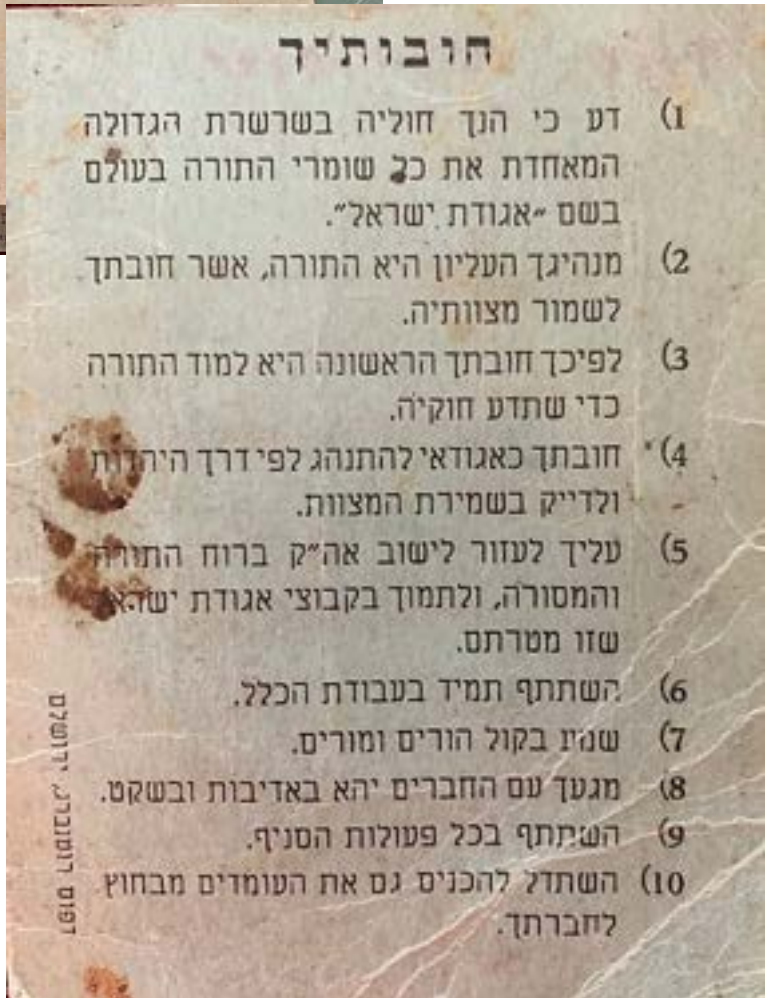 חובותיך
1) דע כי הנך חוליה בשרשרת הגדולה
המאחדת את כל שומרי התורה בעולם
בשם "אגודת ישראל".
2) מנהיגך העליון היא התורה, אשר חובתך
לשמור מצוותיה.
3) לפיכך חובתך הראשונה היא למוד התורה
כדי שתדע חוקיה.
4) חובתך כאגודאי להתנהג לפי דרך היהדות
ולדייק בשמירת המצוות.
5) עליך לעזור לישוב אה"ק ברוח התורה
והמסורה, ולתמוך בקבוצי אגודת ישראל
שזו מטרתם.
6) השתתף תמיד בעבודת הכלל.
7) שמע בקול הורים ומורים.
8) מגעך עם החברים יהא באדיבות ובשקט.
9) השתתף בכל פעולות הסניף.
10) השתדל להכניס גם את העומדים מבחוץ
לחברתך.
דפוס ירושלם